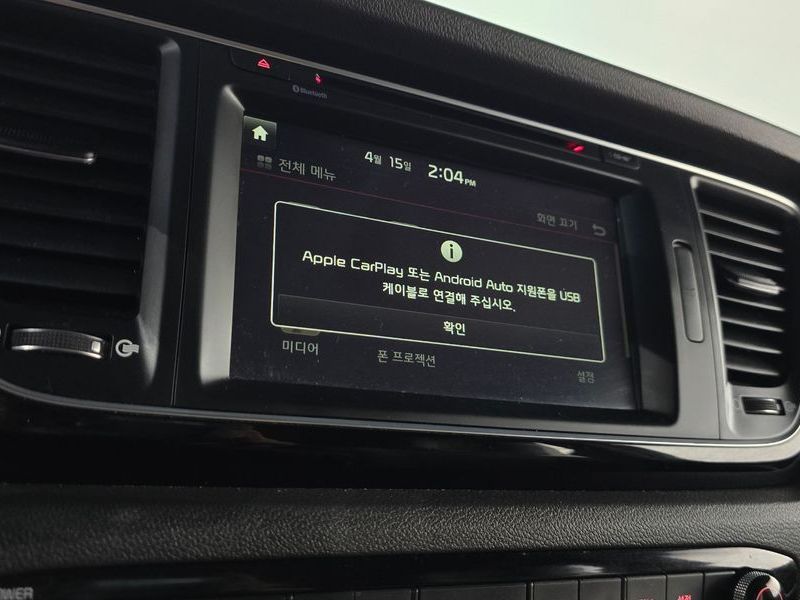 Bluetooth
4월 15일 2:04 PM
전체 메뉴
화면 끄기
i
Apple CarPlay 또는 Android Auto 지원폰을 USB
케이블로 연결해 주십시오.
확인
미디어
폰 프로젝션
설정